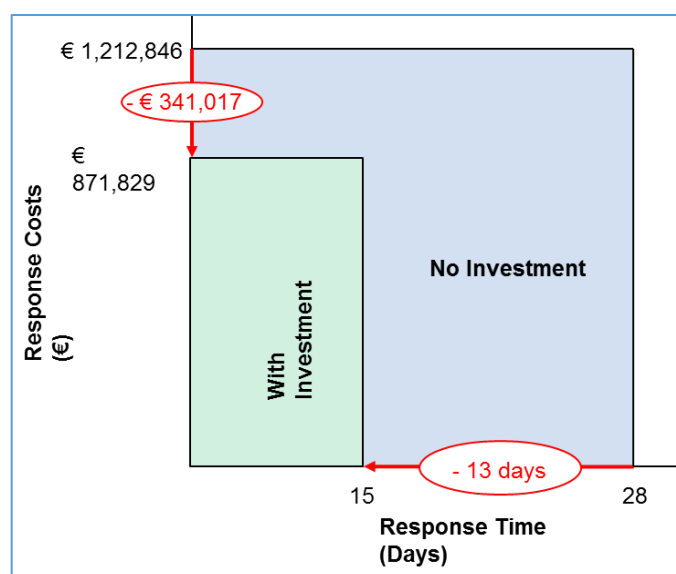 € 1,212,846
- € 341,017
€
871,829
Response Costs
(€)
No Investment
With
Investment
- 13 days
15
28
Response Time
(Days)